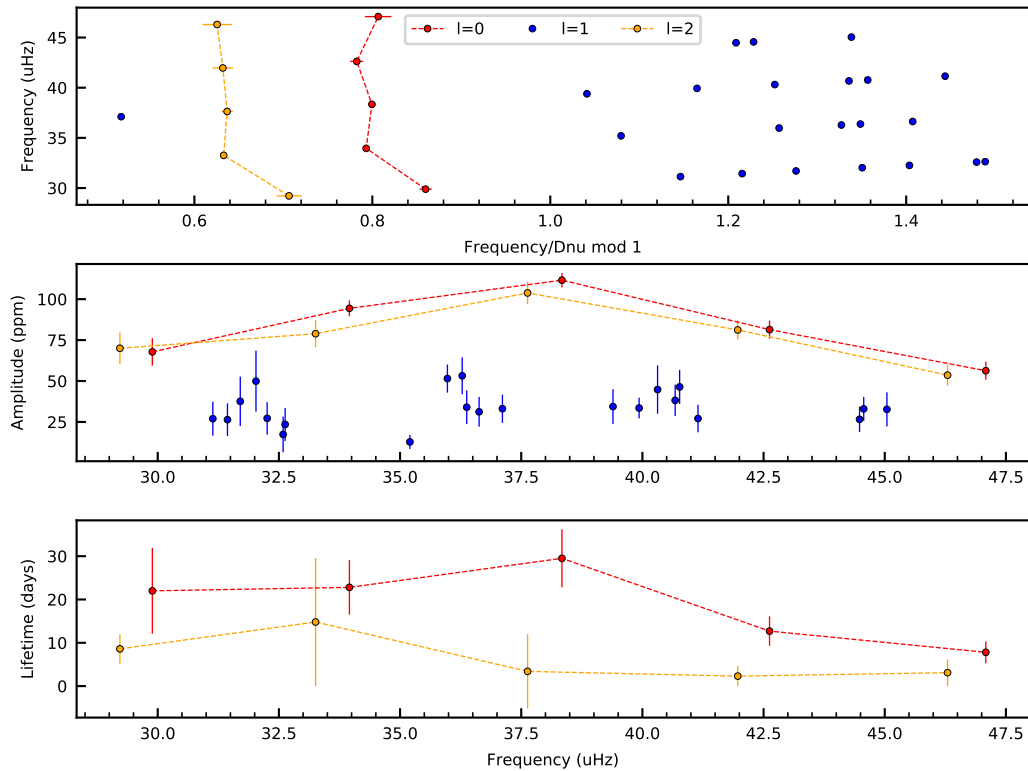 l=0 l=1 l=2
45
40
35
30
Frequency (uHz)
0.6 0.8 1.0 1.2 1.4
Frequency/Dnu mod 1
100
75
50
25
Amplitude (ppm)
30.0 32.5 35.0 37.5 40.0 42.5 45.0 47.5
30
20
10
0
Lifetime (days)
30.0 32.5 35.0 37.5 40.0 42.5 45.0 47.5
Frequency (uHz)